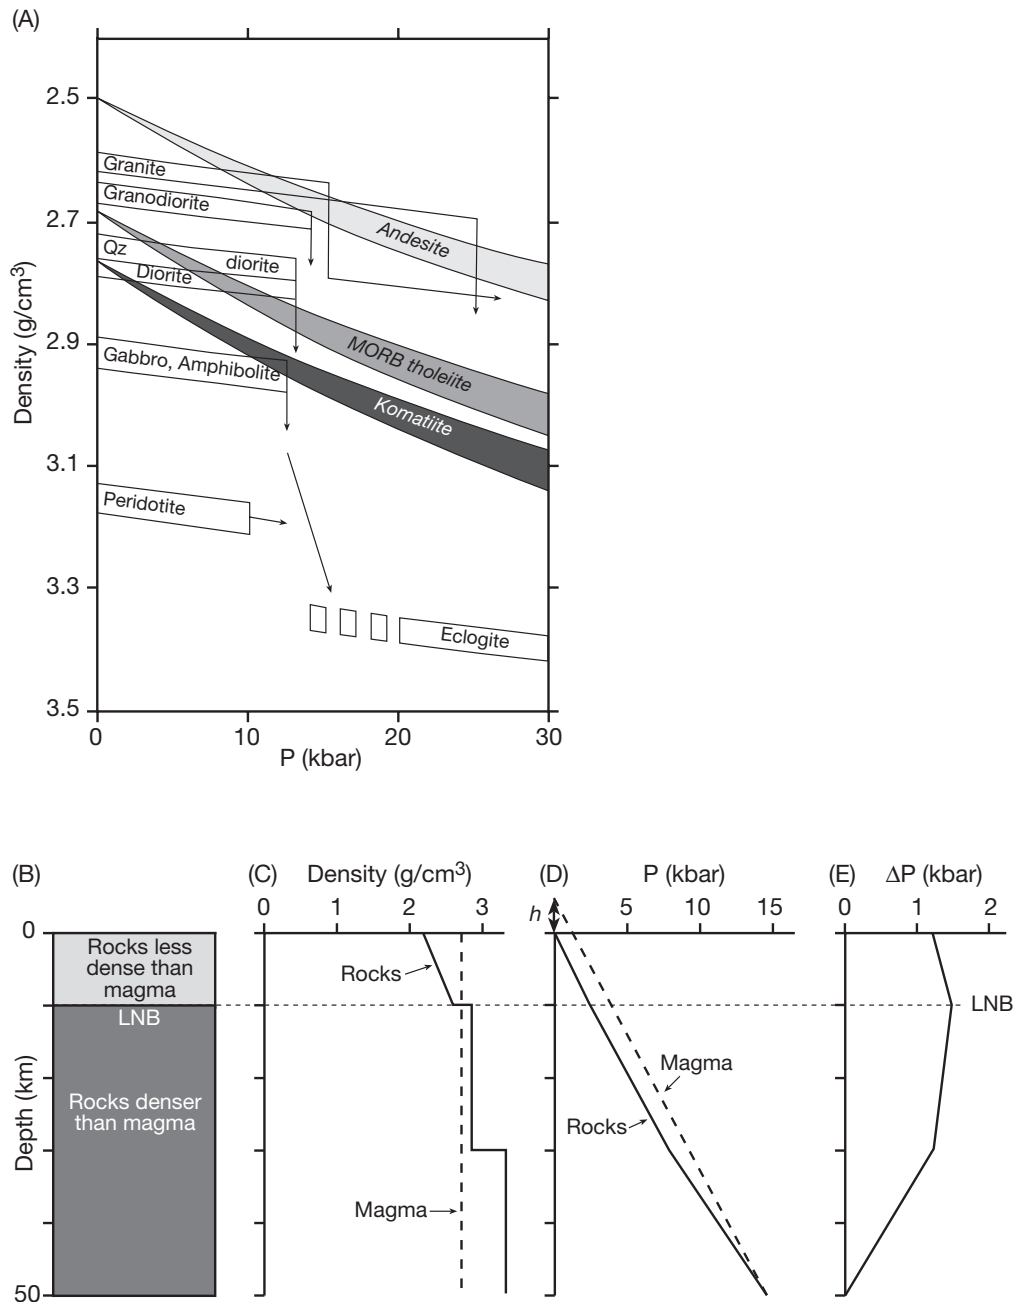 (A)
2.5
2.7
2.9
3.1
3.3
3.5
Density (g/cm³)
Granite
Granodiorite
Qz
diorite
Diorite
Gabbro, Amphibolite
Peridotite
Andesite
MORB tholeiite
Komatiite
Eclogite
0
10
20
30
P (kbar)
(B)
0
50
Depth (km)
Rocks less
dense than
magma
LNB
Rocks denser
than magma
(C)
Density (g/cm³)
0
1
2
3
Rocks
Magma
(D)
P (kbar)
h
5
10
15
Magma
Rocks
(E)
ΔP (kbar)
0
1
2
LNB